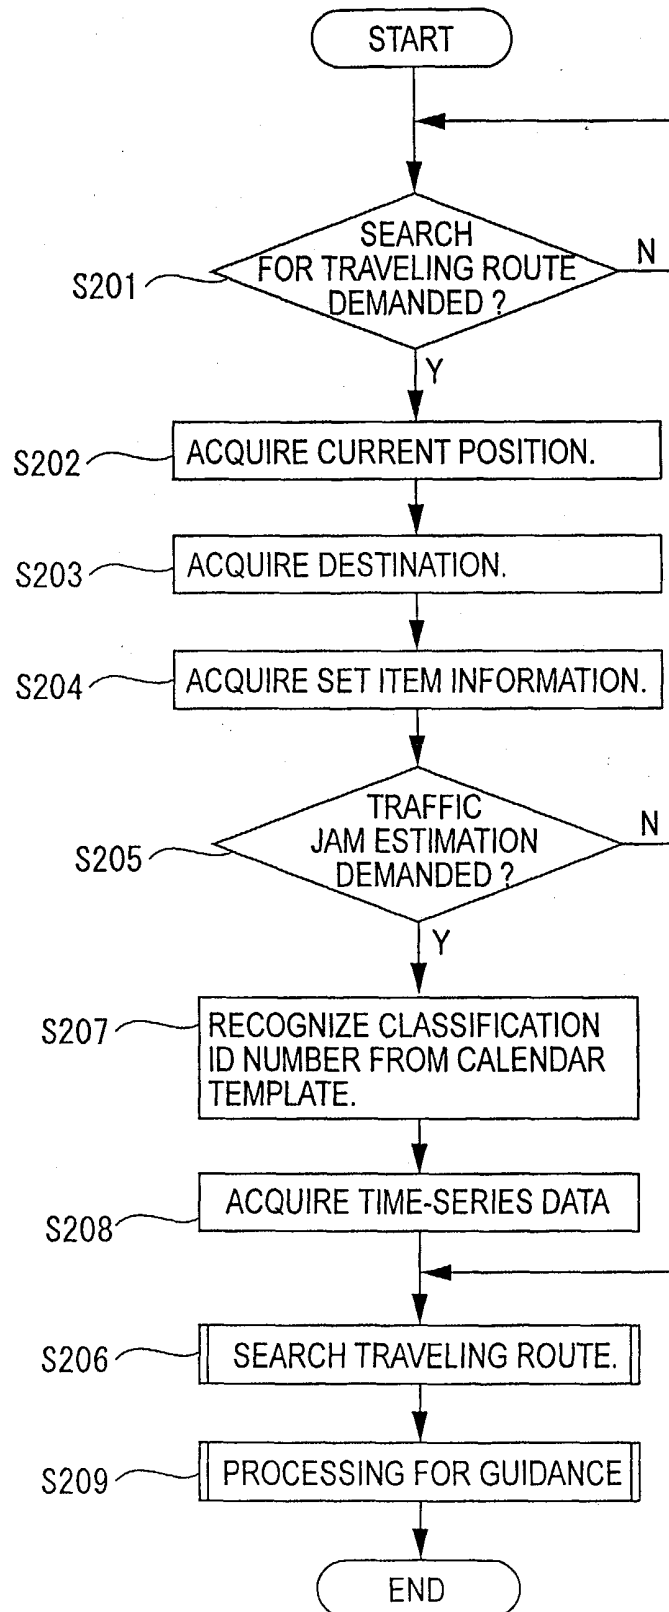 START
SEARCH
FOR TRAVELING ROUTE
DEMANDED ?
N
S201
Y
S202
ACQUIRE CURRENT POSITION.
S203
ACQUIRE DESTINATION.
S204
ACQUIRE SET ITEM INFORMATION.
TRAFFIC
JAM ESTIMATION
DEMANDED ?
N
S205
Y
S207
RECOGNIZE CLASSIFICATION
ID NUMBER FROM CALENDAR
TEMPLATE.
S208
ACQUIRE TIME-SERIES DATA
S206
SEARCH TRAVELING ROUTE.
S209
PROCESSING FOR GUIDANCE
END